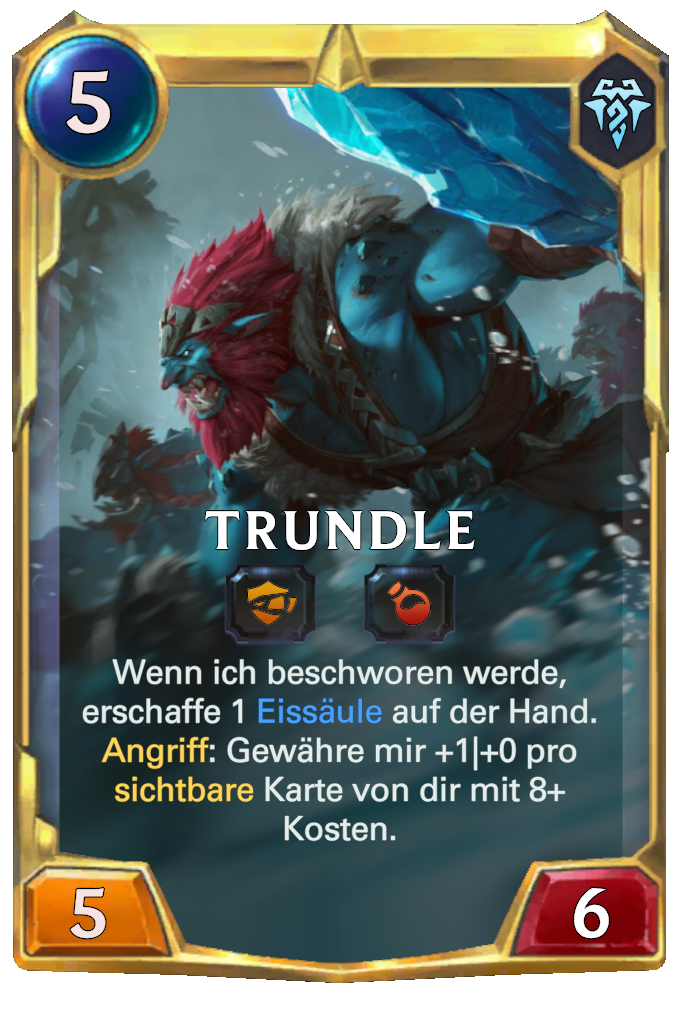 5
TRUNDLE
Wenn ich beschworen werde,
erschaffe 1 Eissäule auf der Hand.
Angriff: Gewähre mir +1|+0 pro
sichtbare Karte von dir mit 8+
Kosten.
5
6